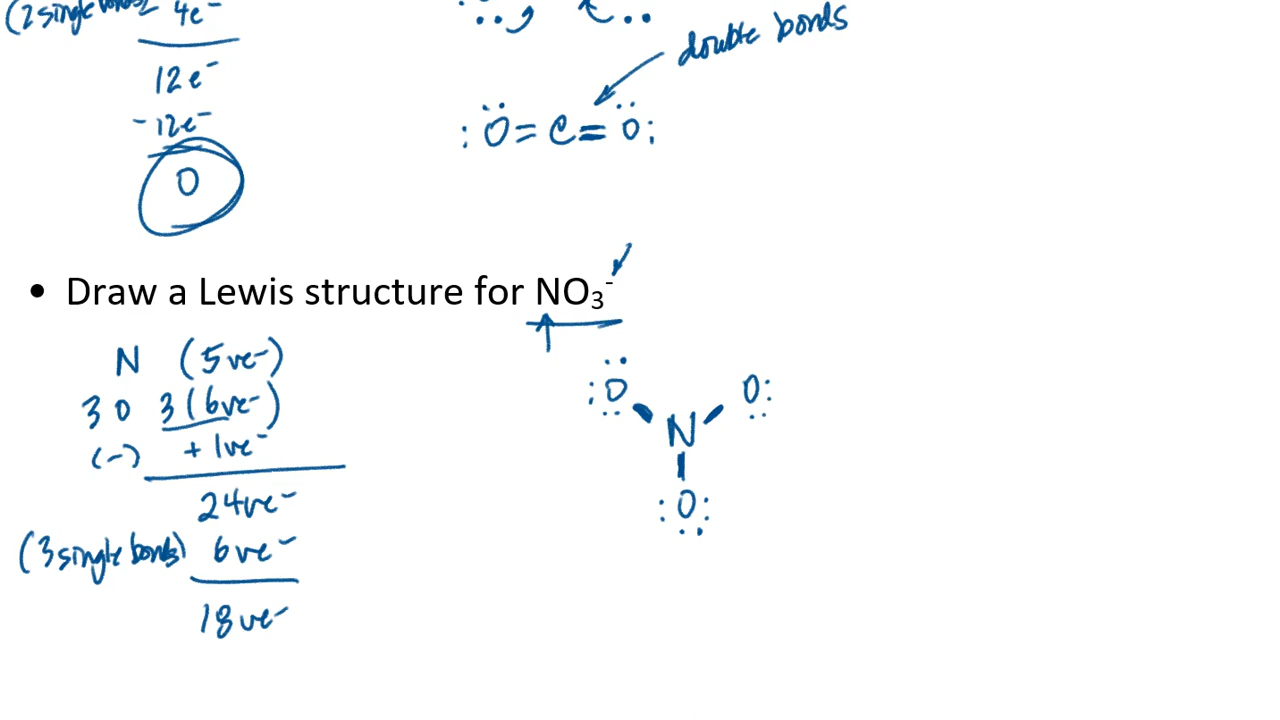 (2 single bonds) 4e⁻
double bonds
12e⁻
-12e⁻
:Ö=C=Ö:
0
• Draw a Lewis structure for NO₃⁻
N (5ve⁻)
3 O 3(6ve⁻)
(-) +1ve⁻
24ve⁻
(3 single bonds) 6ve⁻
18ve⁻
:O O:
N
:O: